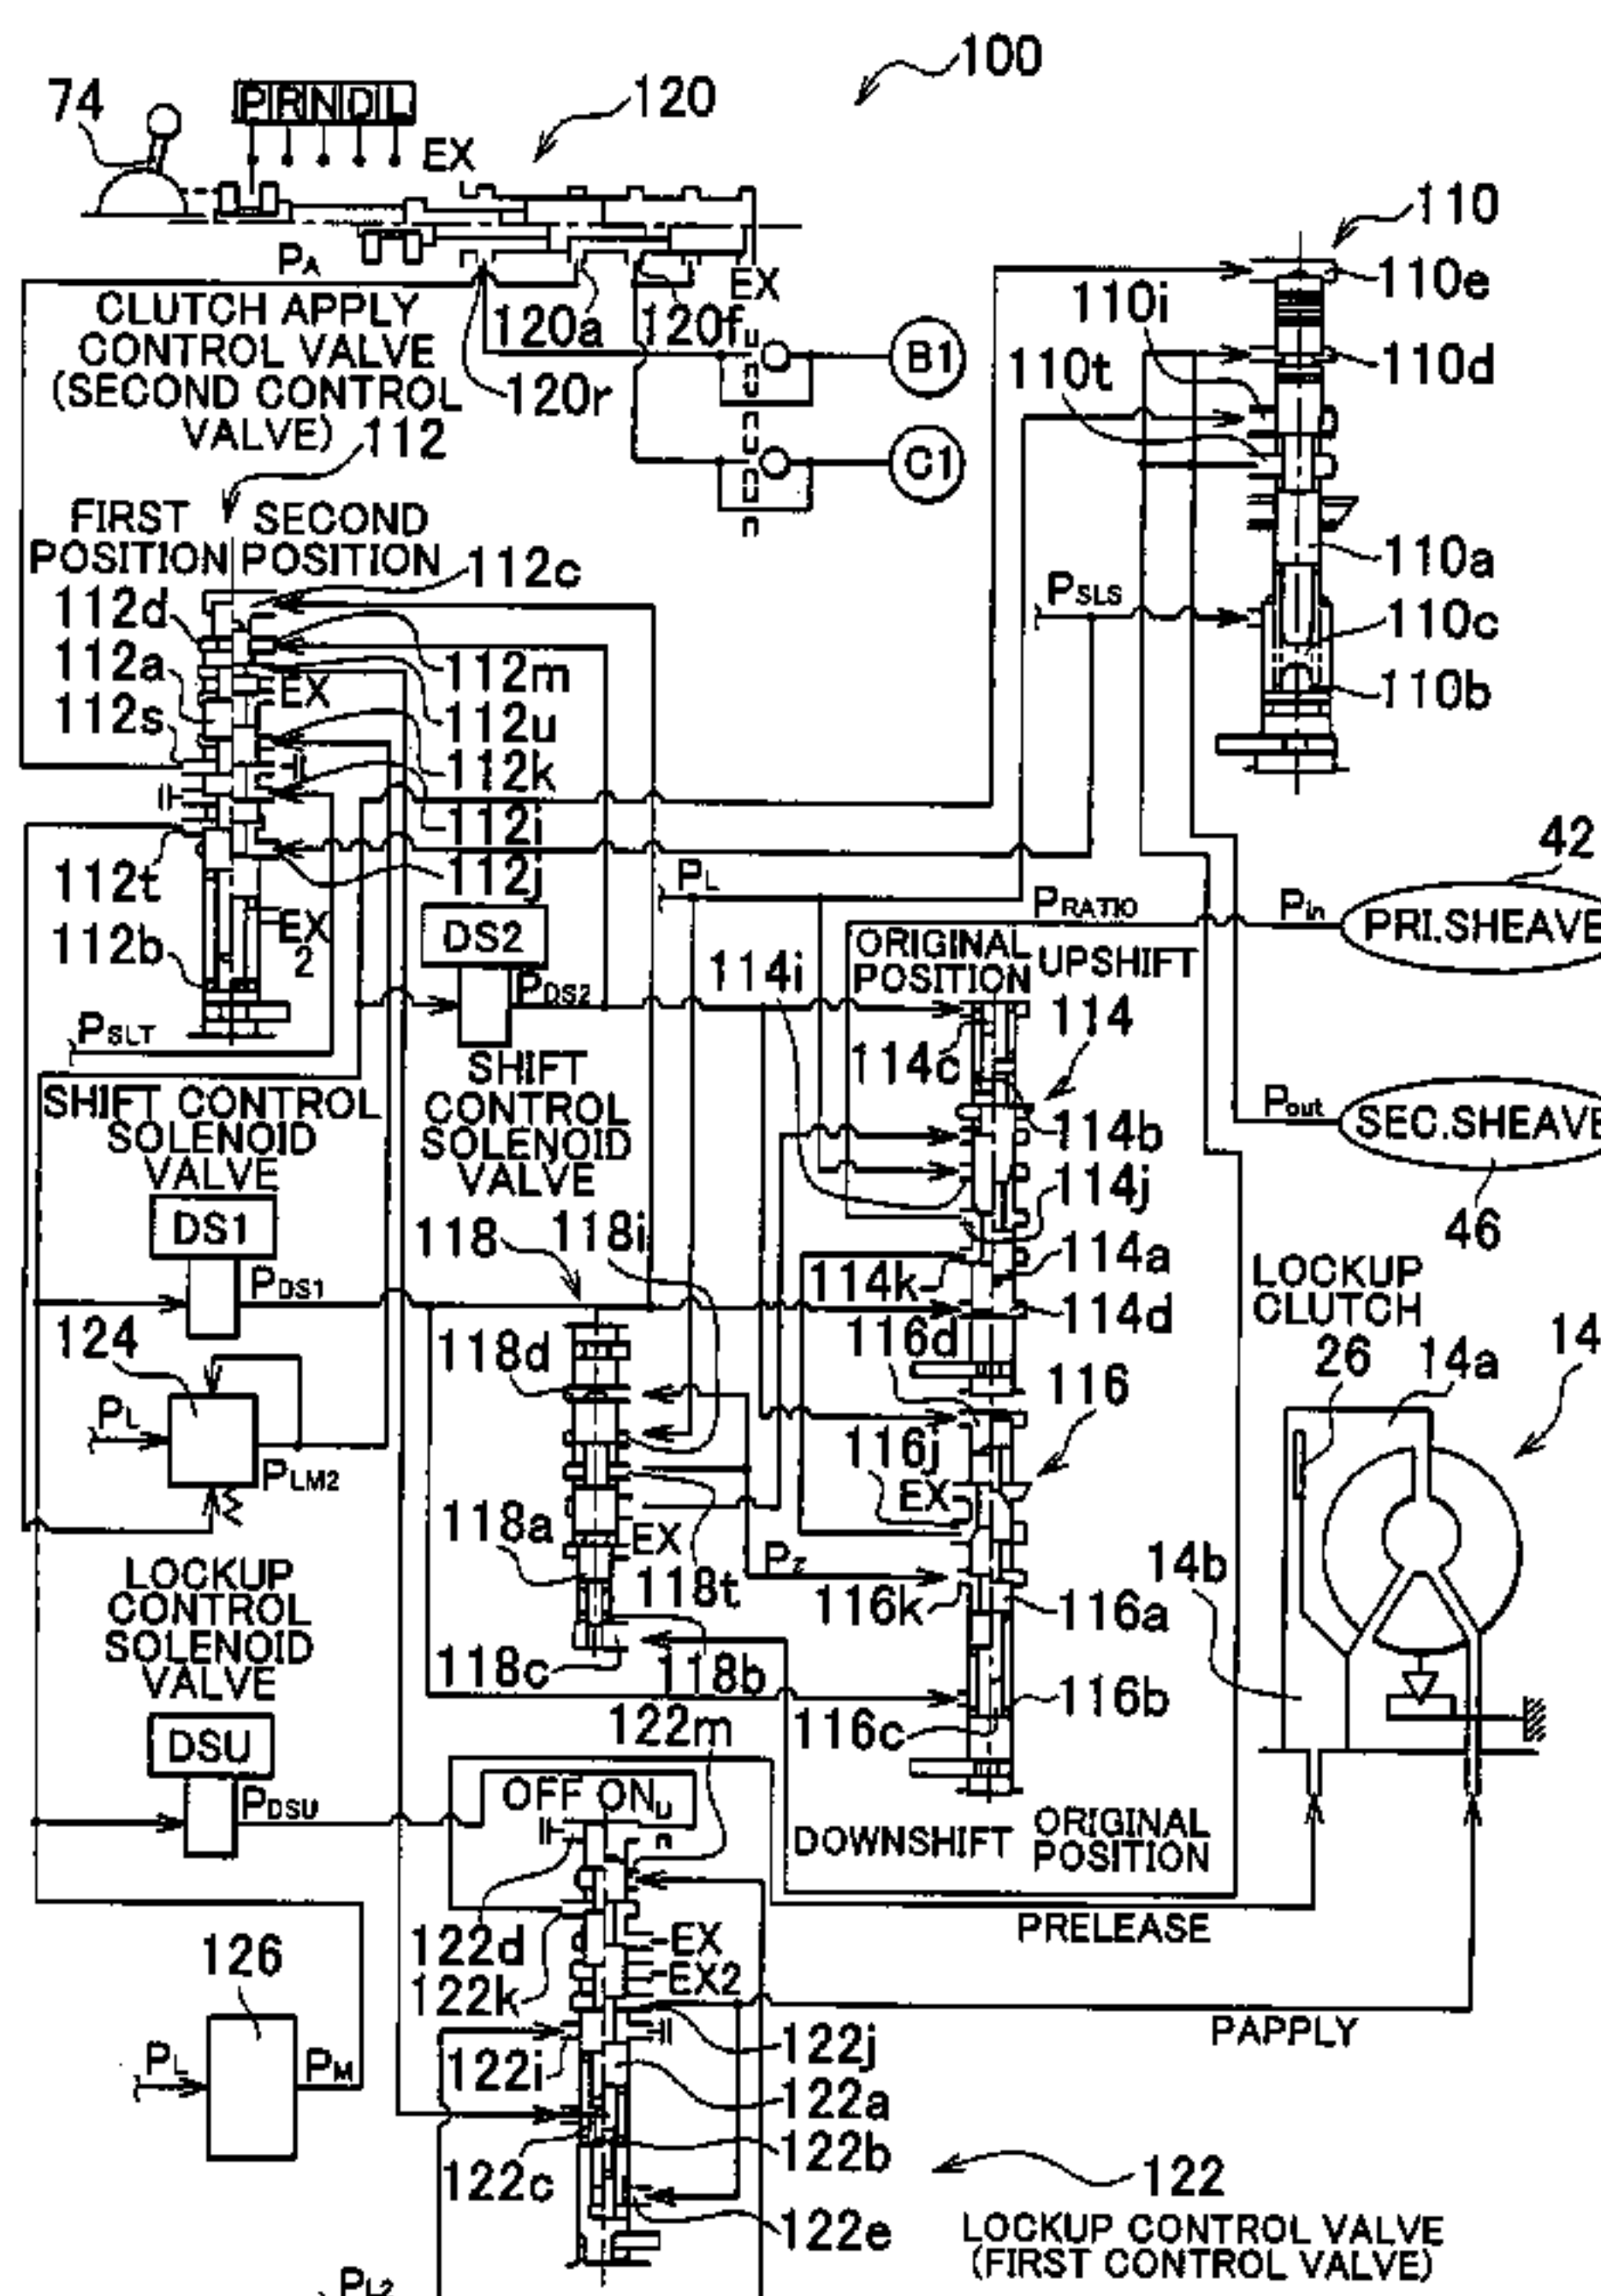 100
74
P R N D L
120
EX
110
PA
CLUTCH APPLY
CONTROL VALVE
(SECOND CONTROL
VALVE)
112
120a
120f
EX
120r
B1
C1
110e
110i
110d
110t
110a
110c
110b
PSLS
FIRST
POSITION
SECOND
POSITION
112c
112d
112a
112s
112m
EX
112u
112k
112i
112j
112t
112b
EX
2
PL
DS2
PDS2
PSLT
PRATIO
Pin
42
PRI.SHEAVE
ORIGINAL
POSITION
UPSHIFT
114i
114
114c
114b
114j
114a
114k
114d
Pout
SEC.SHEAVE
46
SHIFT CONTROL
SOLENOID
VALVE
SHIFT
CONTROL
SOLENOID
VALVE
DS1
PDS1
118
118i
118d
118a
EX
118t
118c
118b
124
PL
PLM2
116d
116
116j
EX
PZ
116k
116a
116b
116c
LOCKUP
CLUTCH
26
14a
14
14b
LOCKUP
CONTROL
SOLENOID
VALVE
DSU
PDSU
122m
OFF ON
DOWNSHIFT
ORIGINAL
POSITION
122d
122k
EX
EX2
PRELEASE
PAPPLY
126
PL
PM
122i
122j
122a
122b
122c
122e
122
LOCKUP CONTROL VALVE
(FIRST CONTROL VALVE)
PL2